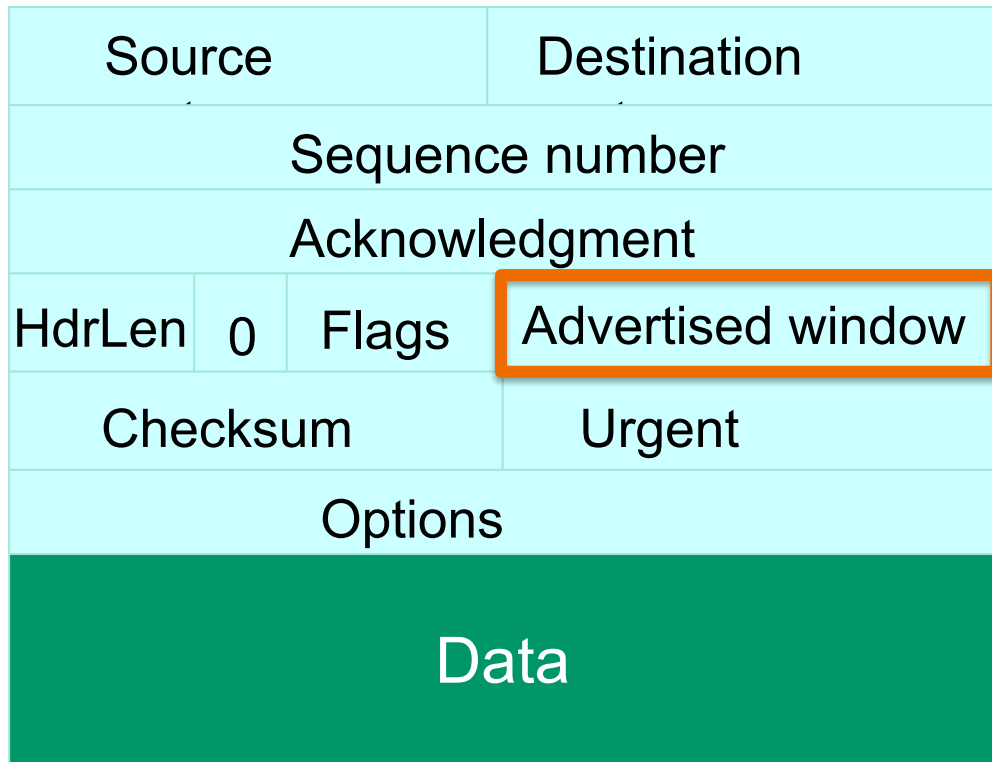 Source
Destination
Sequence number
Acknowledgment
HdrLen
0
Flags
Advertised window
Checksum
Urgent
Options
Data